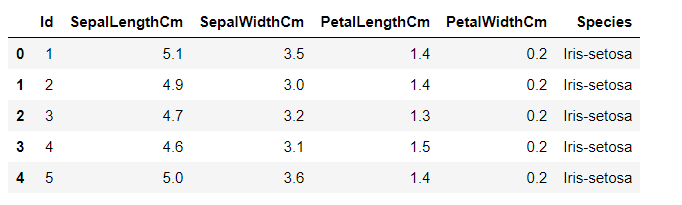 Id SepalLengthCm SepalWidthCm PetalLengthCm PetalWidthCm Species
0 1 5.1 3.5 1.4 0.2 Iris-setosa
1 2 4.9 3.0 1.4 0.2 Iris-setosa
2 3 4.7 3.2 1.3 0.2 Iris-setosa
3 4 4.6 3.1 1.5 0.2 Iris-setosa
4 5 5.0 3.6 1.4 0.2 Iris-setosa